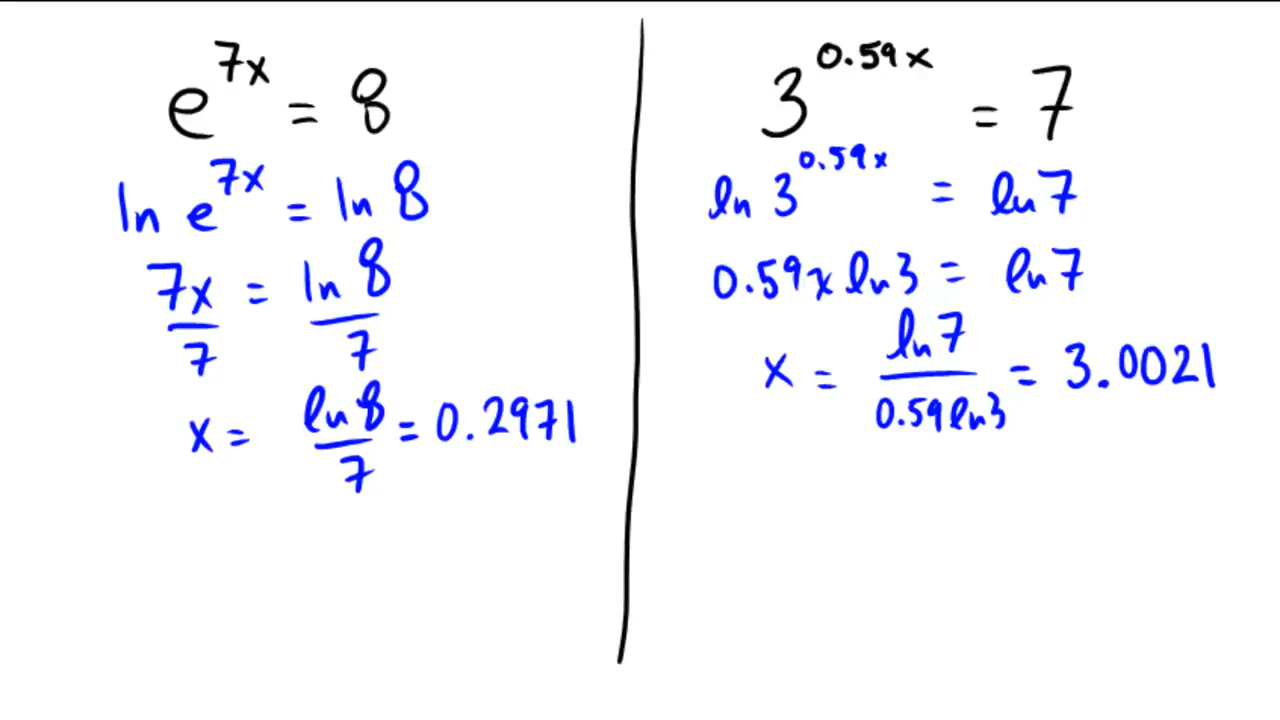 e^{7x} = 8
ln e^{7x} = ln 8
7x/7 = ln 8/7
x = ln 8/7 = 0.2971
3^{0.59x} = 7
ln 3^{0.59x} = ln 7
0.59x ln 3 = ln 7
x = ln 7/0.59 ln 3 = 3.0021